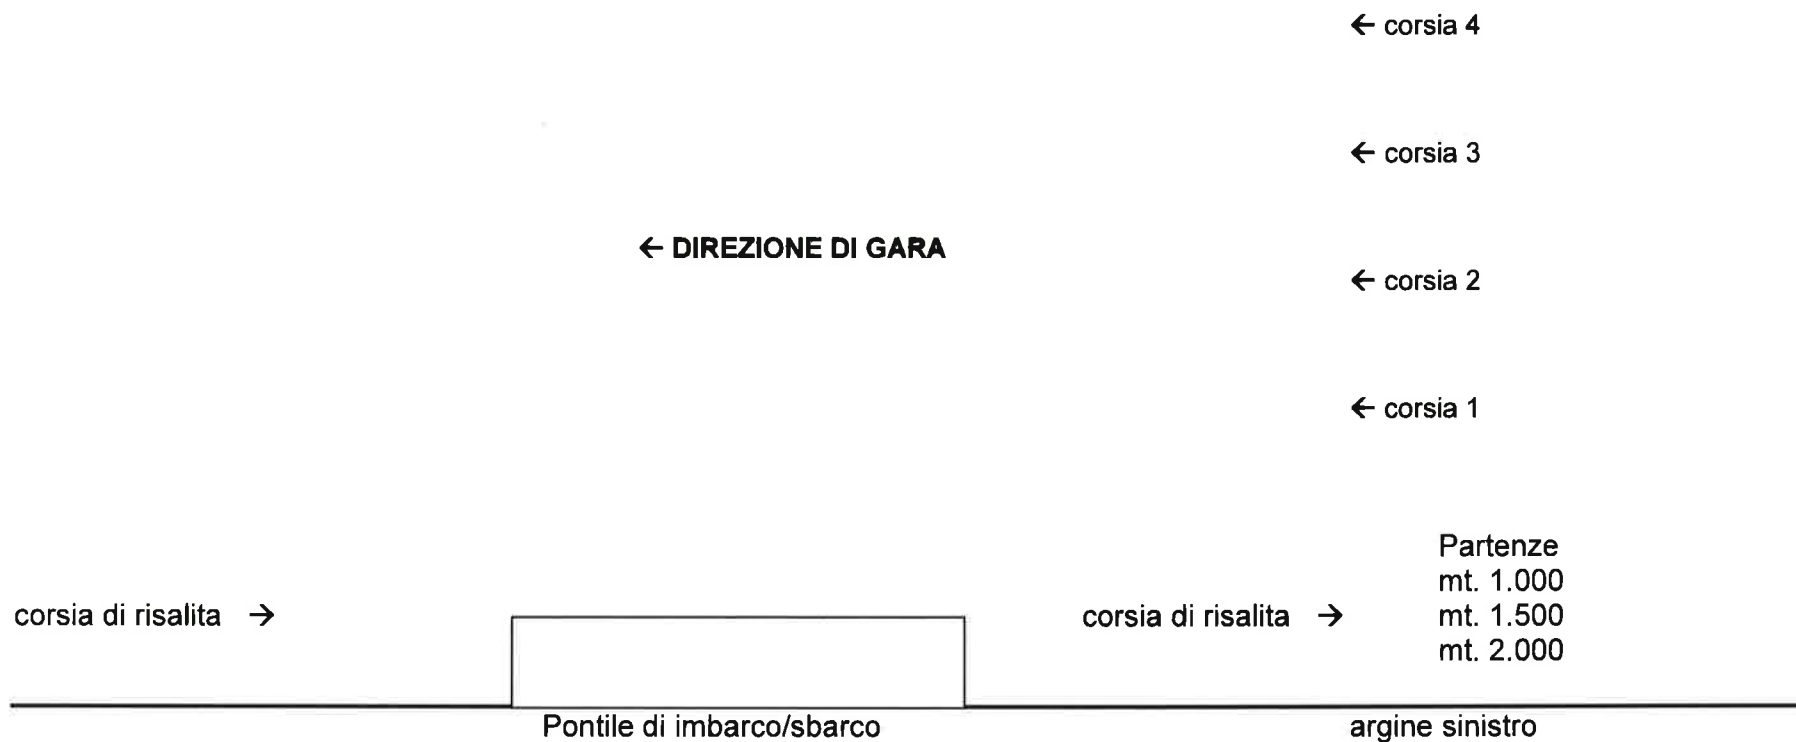 ← corsia 4
← corsia 3
← DIREZIONE DI GARA
← corsia 2
← corsia 1
Partenze
mt. 1.000
corsia di risalita → corsia di risalita → mt. 1.500
mt. 2.000
Pontile di imbarco/sbarco argine sinistro